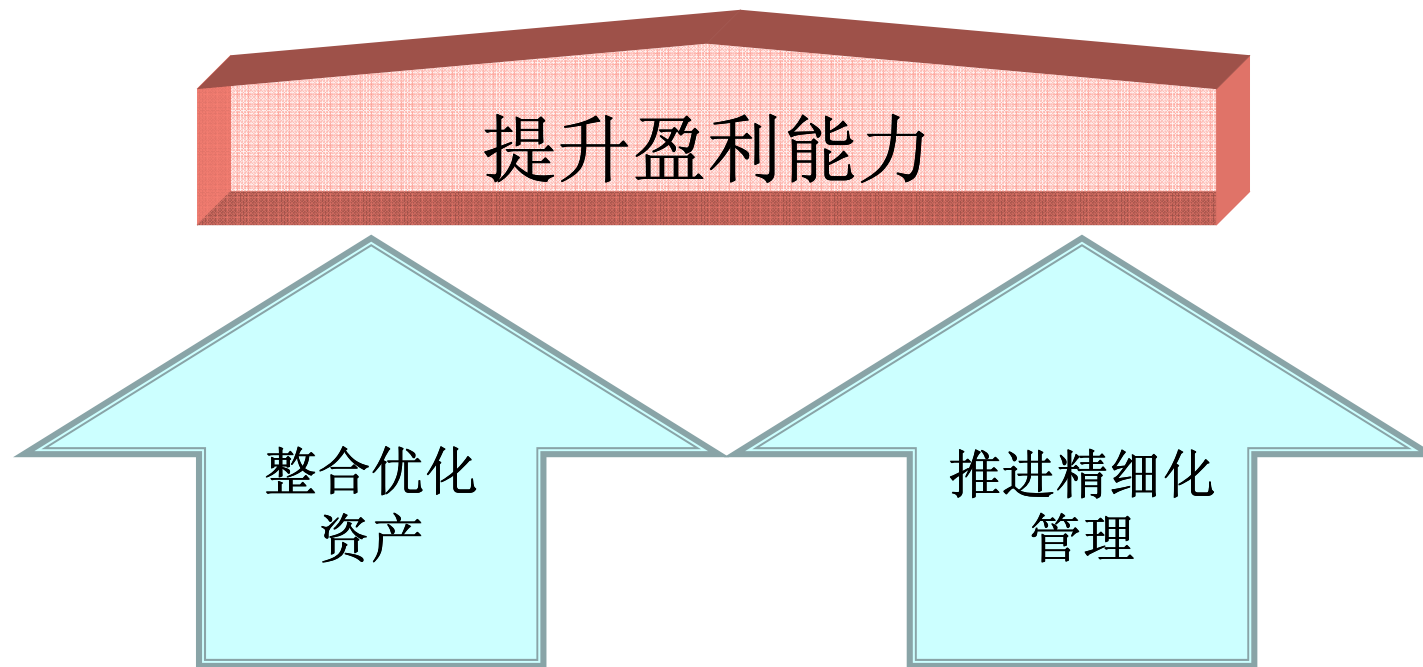 提升盈利能力
整合优化
资产
推进精细化
管理